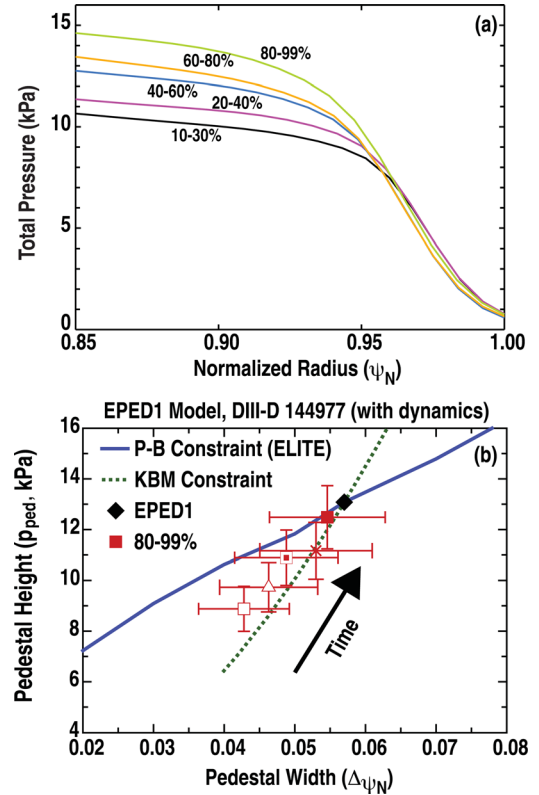 (a)
15
10
5
0
Total Pressure (kPa)
80-99%
60-80%
40-60%
20-40%
10-30%
0.85
0.90
0.95
1.00
Normalized Radius (ψN)
EPED1 Model, DIII-D 144977 (with dynamics)
(b)
P-B Constraint (ELITE)
KBM Constraint
EPED1
80-99%
16
14
12
10
8
6
4
Pedestal Height (pped, kPa)
Time
0.02
0.03
0.04
0.05
0.06
0.07
0.08
Pedestal Width (ΔψN)